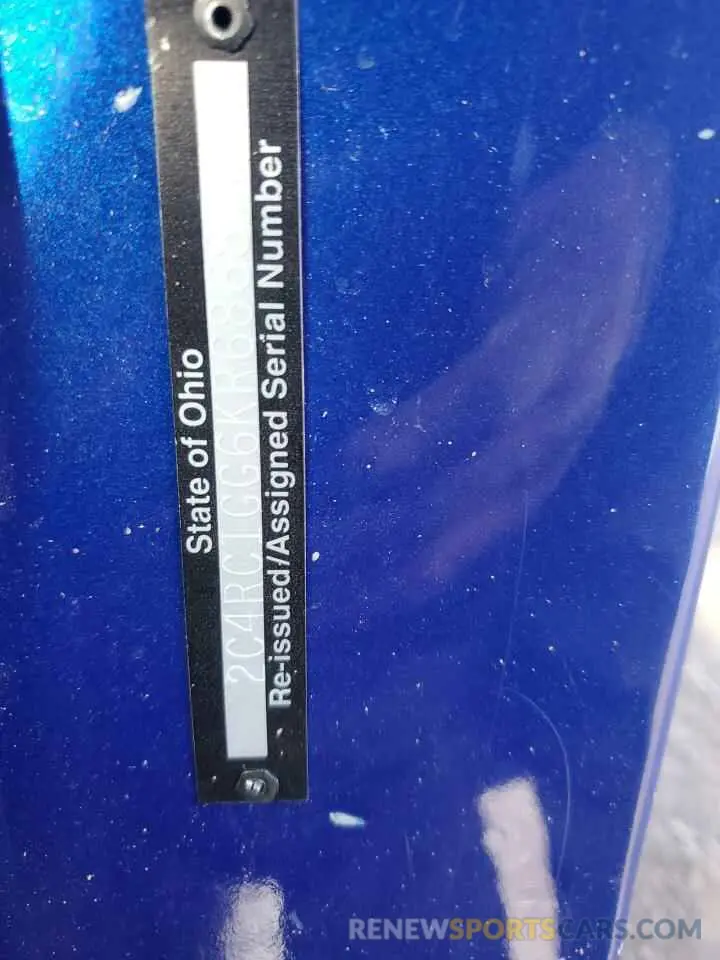 State of Ohio
Re-issued/Assigned Serial Number
RENEWSPORTSCARS.COM